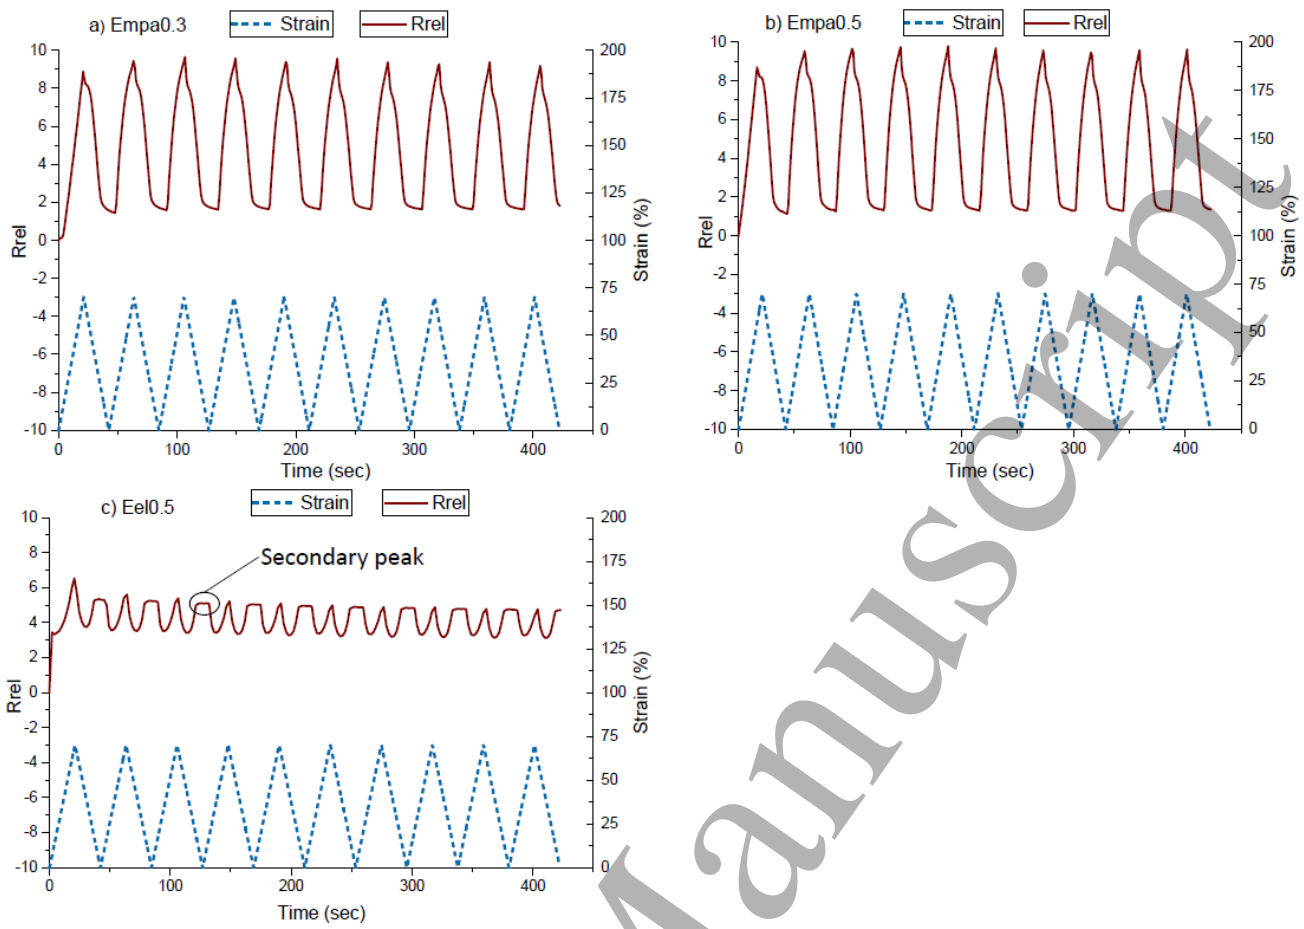 a) Empa0.3 Strain Rrel
10 200
8 175
6 150
4 125
2
0 100
-2
-4 75
-6 50
-8 25
-10 0
0 100 200 300 400
Time (sec)
Rrel
Strain (%)
b) Empa0.5 Strain Rrel
10 200
8 175
6 150
4 125
2
0 100
-2
-4 75
-6 50
-8 25
-10 0
0 100 200 300 400
Time (sec)
Rrel
Strain (%)
c) Eel0.5 Strain Rrel
10 200
8 175
6 150
4 125
2
0 100
-2
-4 75
-6 50
-8 25
-10 0
0 100 200 300 400
Time (sec)
Rrel
Strain (%)
Secondary peak
Manuscript